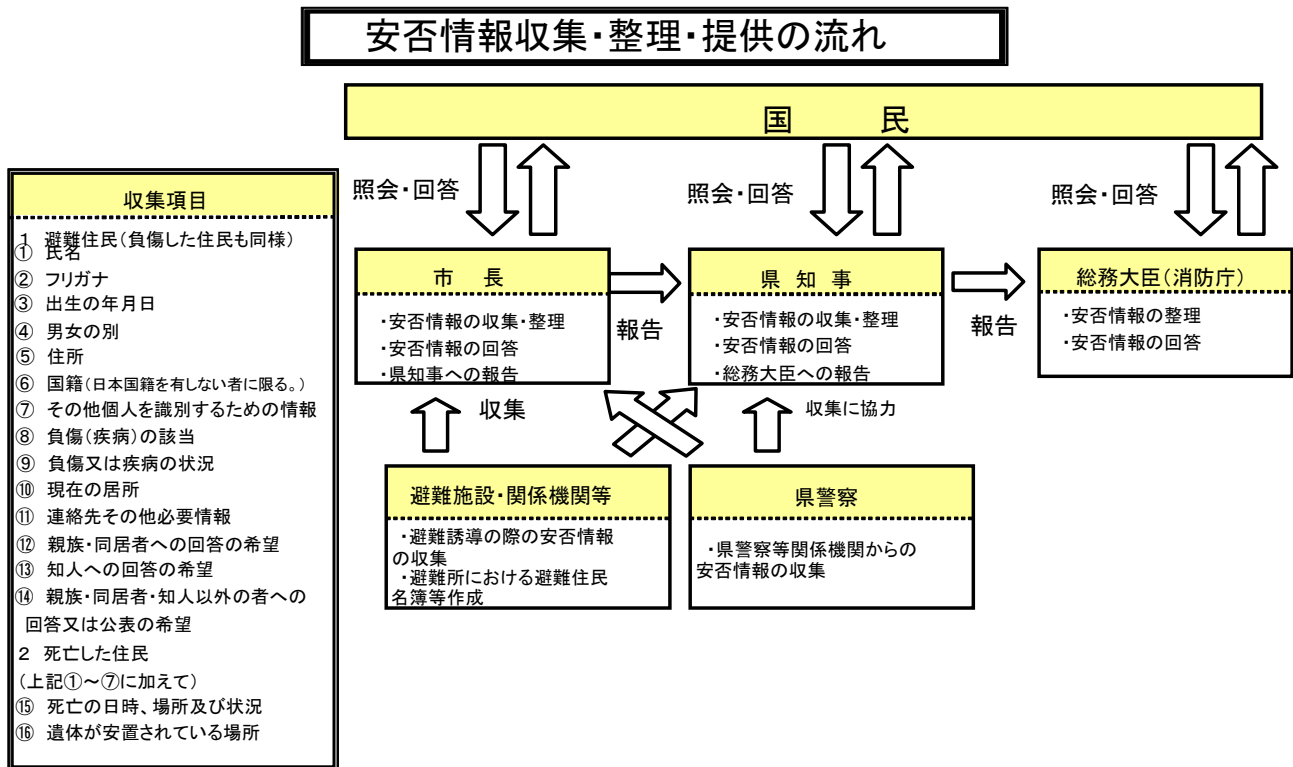 安否情報収集・整理・提供の流れ
国　　民
照会・回答
照会・回答
照会・回答
収集項目
1　避難住民（負傷した住民も同様）
①　氏名
②　フリガナ
③　出生の年月日
④　男女の別
⑤　住所
⑥　国籍（日本国籍を有しない者に限る。）
⑦　その他個人を識別するための情報
⑧　負傷（疾病）の該当
⑨　負傷又は疾病の状況
⑩　現在の居所
⑪　連絡先その他必要情報
⑫　親族・同居者への回答の希望
⑬　知人への回答の希望
⑭　親族・同居者・知人以外の者への
回答又は公表の希望
２　死亡した住民
（上記①～⑦に加えて）
⑮　死亡の日時、場所及び状況
⑯　遺体が安置されている場所
市　長
・安否情報の収集・整理
・安否情報の回答
・県知事への報告
報告
県　知　事
・安否情報の収集・整理
・安否情報の回答
・総務大臣への報告
報告
総務大臣（消防庁）
・安否情報の整理
・安否情報の回答
収集
収集に協力
避難施設・関係機関等
・避難誘導の際の安否情報
の収集
・避難所における避難住民
名簿等作成
県警察
・県警察等関係機関からの
安否情報の収集